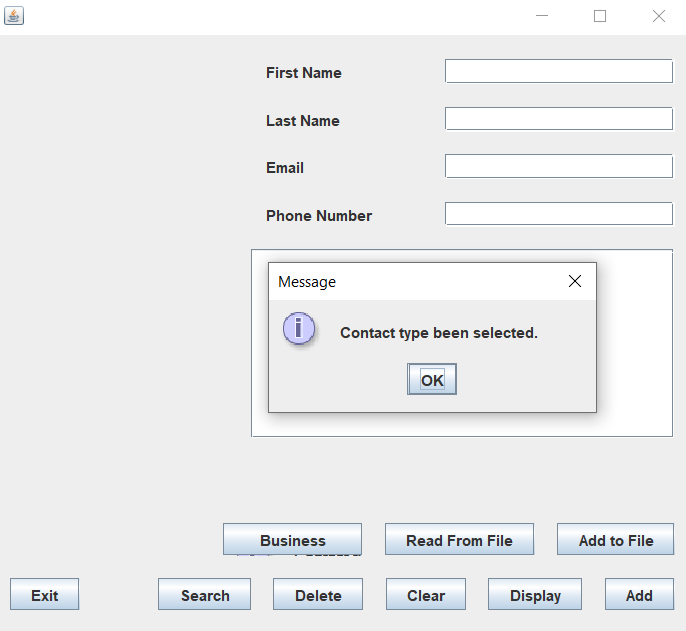 First Name
Last Name
Email
Phone Number
Message
Contact type been selected.
OK
Business
Read From File
Add to File
Exit
Search
Delete
Clear
Display
Add